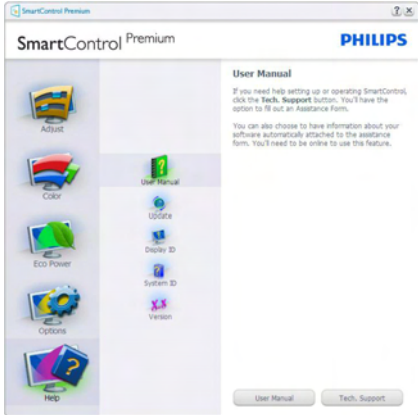 SmartControl Premium
SmartControl Premium
PHILIPS
Adjust
Color
Eco Power
Options
Help
User Manual
Update
Display ID
System ID
Version
User Manual
If you need help setting up or operating SmartControl,
click the Tech. Support button. You'll have the
option to fill out an Assistance Form.
You can also choose to have information about your
software automatically attached to the assistance
form. You'll need to be online to use this feature.
User Manual
Tech. Support